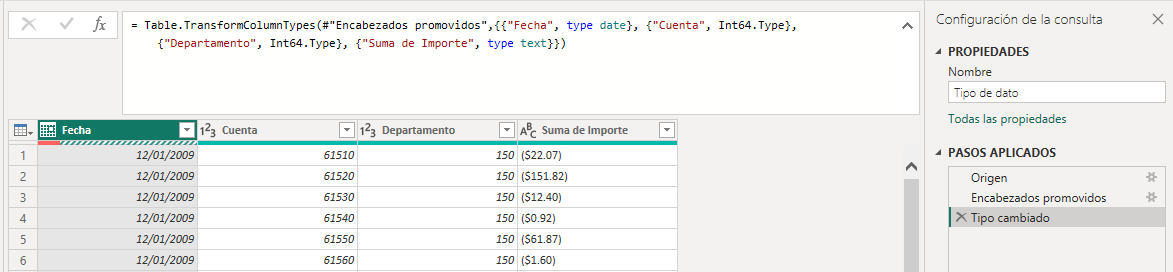 = Table.TransformColumnTypes(#"Encabezados promovidos",{{"Fecha", type date}, {"Cuenta", Int64.Type},
{"Departamento", Int64.Type}, {"Suma de Importe", type text}})
fx
Fecha 1²3 Cuenta 1²3 Departamento ABC Suma de Importe
1 12/01/2009 61510 150 ($22.07)
2 12/01/2009 61520 150 ($151.82)
3 12/01/2009 61530 150 ($12.40)
4 12/01/2009 61540 150 ($0.92)
5 12/01/2009 61550 150 ($61.87)
6 12/01/2009 61560 150 ($1.60)
Configuración de la consulta
PROPIEDADES
Nombre
Tipo de dato
Todas las propiedades
PASOS APLICADOS
Origen
Encabezados promovidos
Tipo cambiado